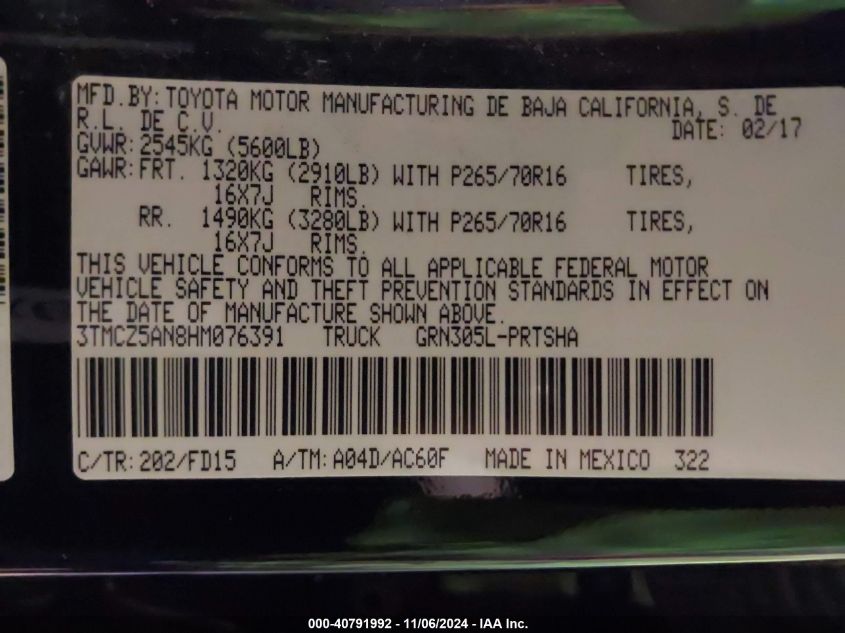 MFD.BY: TOYOTA MOTOR MANUFACTURING DE BAJA CALIFORNIA, S. DE
R.L. DE C.V. DATE: 02/17
GVWR: 2545KG (5600LB)
GAWR: FRT. 1320KG (2910LB) WITH P265/70R16 TIRES,
16X7J RIMS.
RR. 1490KG (3280LB) WITH P265/70R16 TIRES,
16X7J RIMS.
THIS VEHICLE CONFORMS TO ALL APPLICABLE FEDERAL MOTOR
VEHICLE SAFETY AND THEFT PREVENTION STANDARDS IN EFFECT ON
THE DATE OF MANUFACTURE SHOWN ABOVE.
3TMCZ5AN8HM076391 TRUCK GRN305L-PRTSHA
C/TR: 202/FD15 A/TM: A04D/AC60F MADE IN MEXICO 322
000-40791992 - 11/06/2024 - IAA Inc.